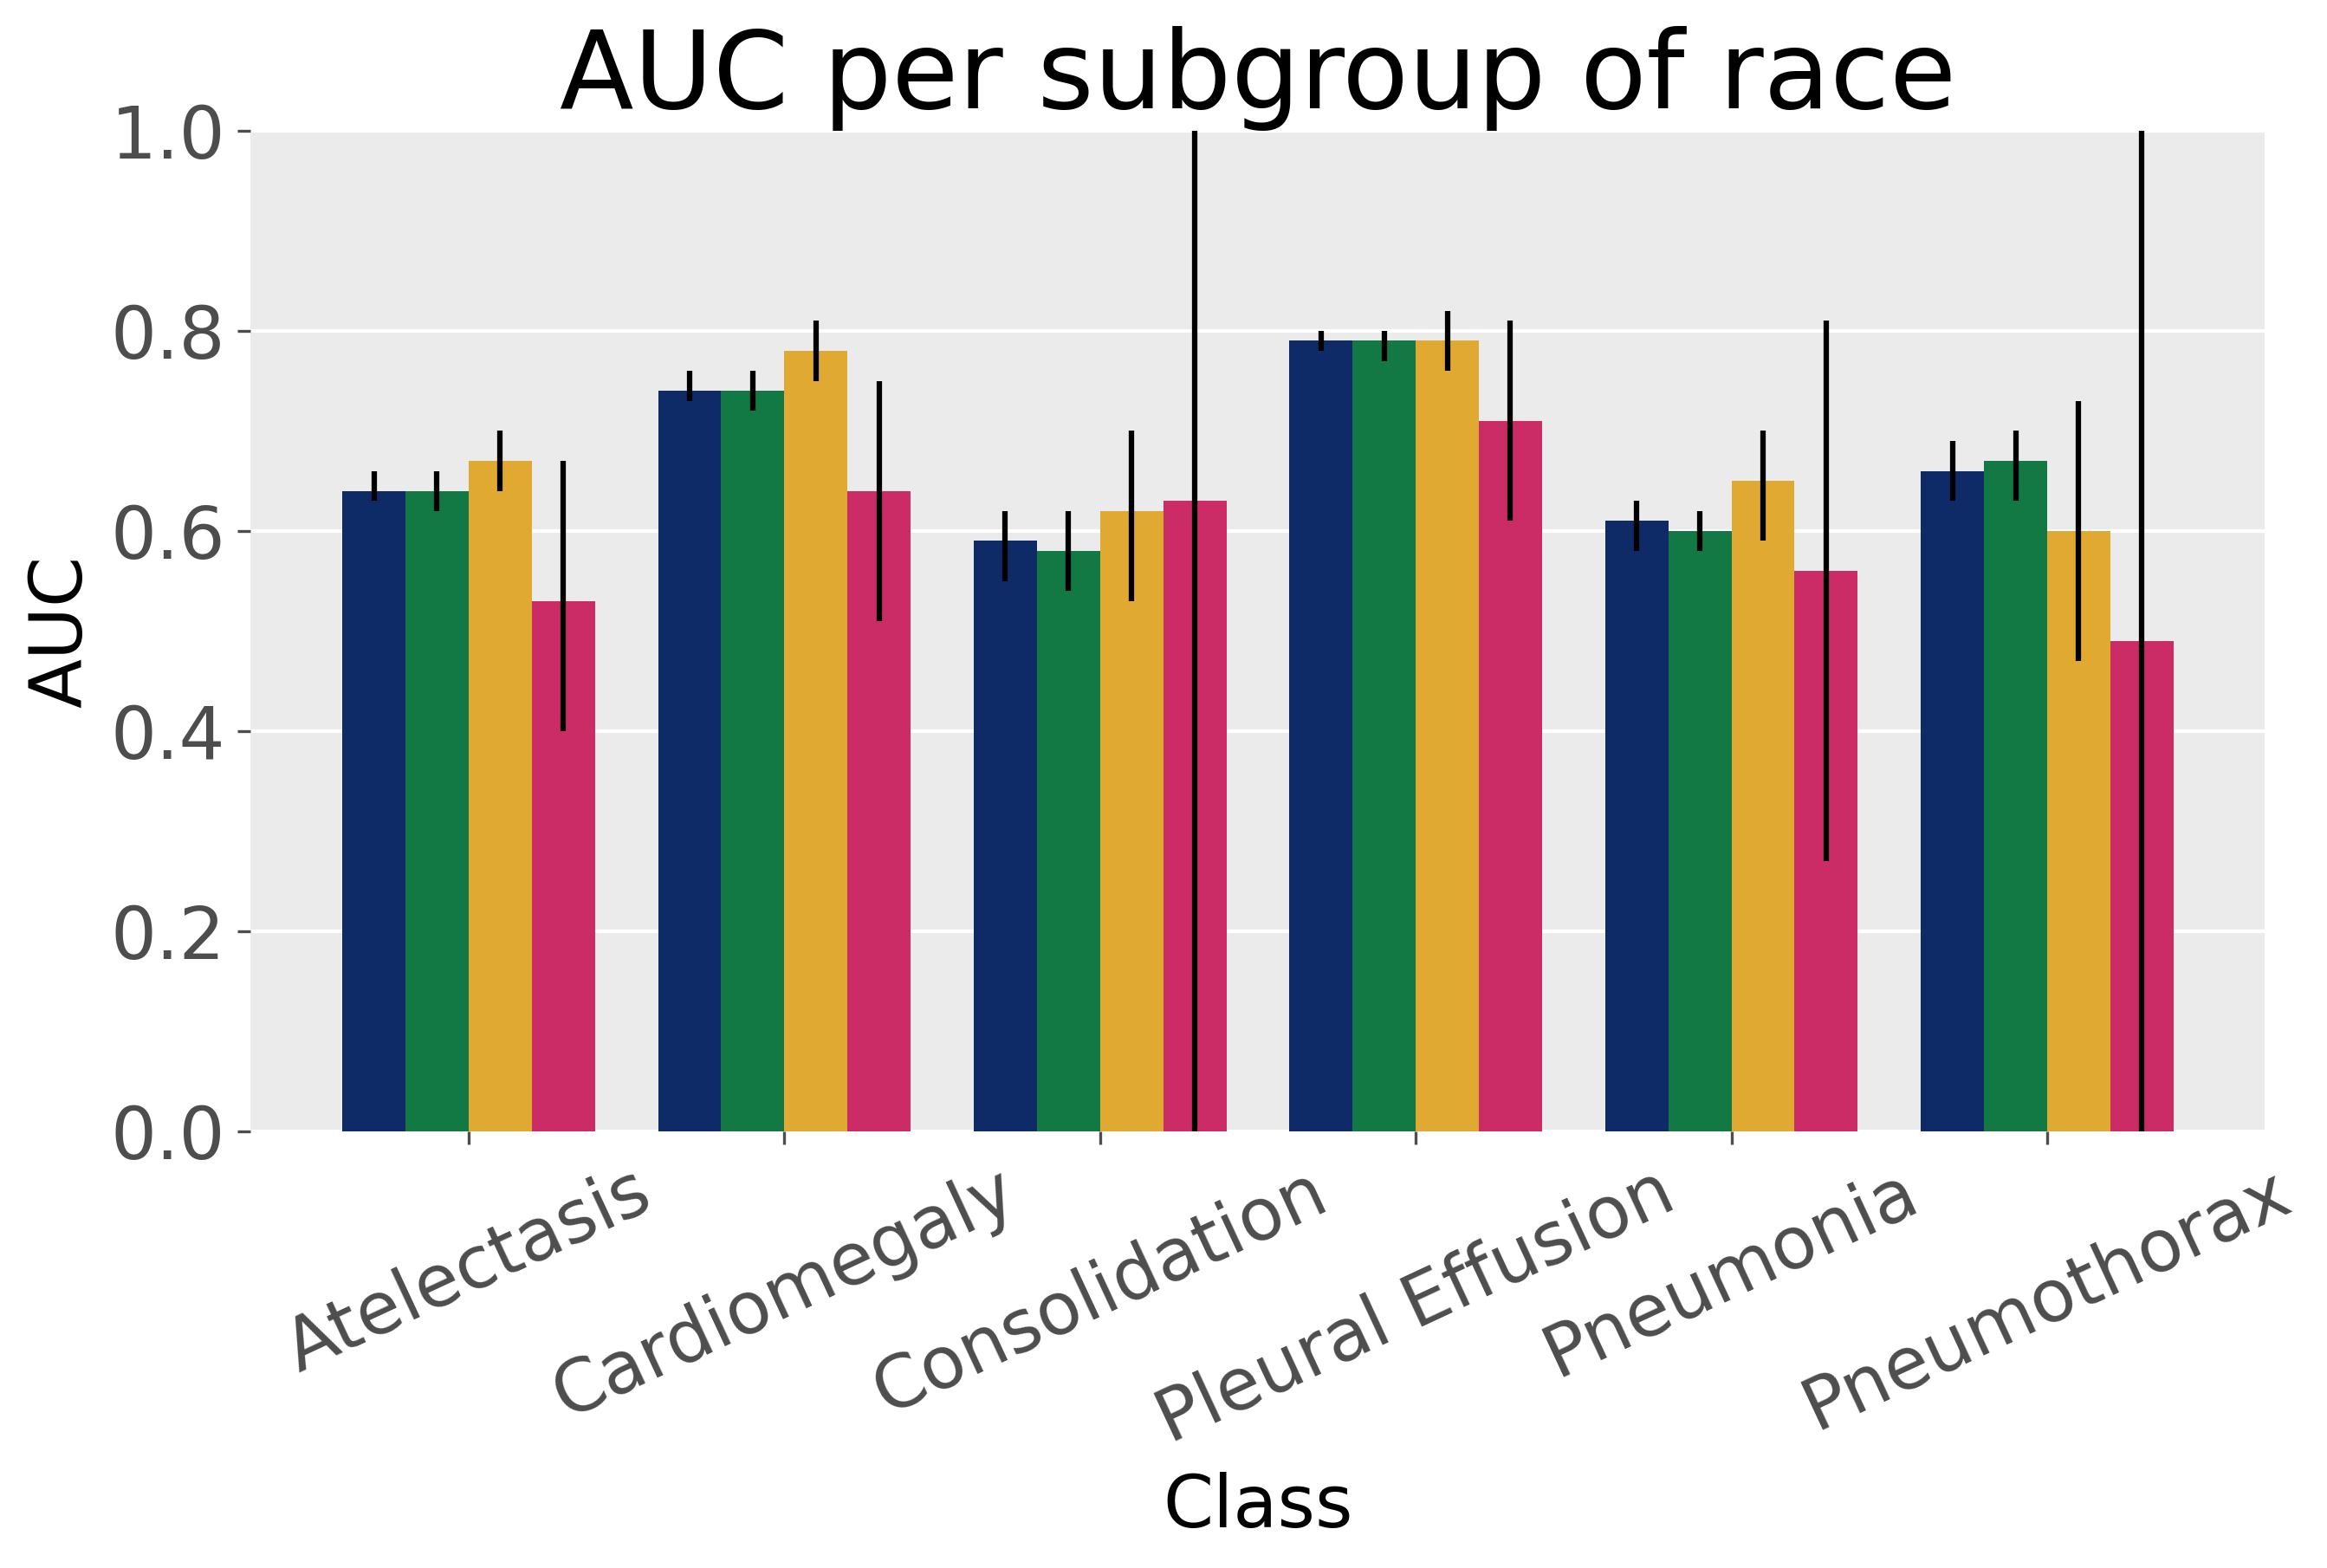 AUC per subgroup of race
1.0
0.8
0.6
0.4
0.2
0.0
AUC
Atelectasis
Cardiomegaly
Consolidation
Pleural Effusion
Pneumonia
Pneumothorax
Class